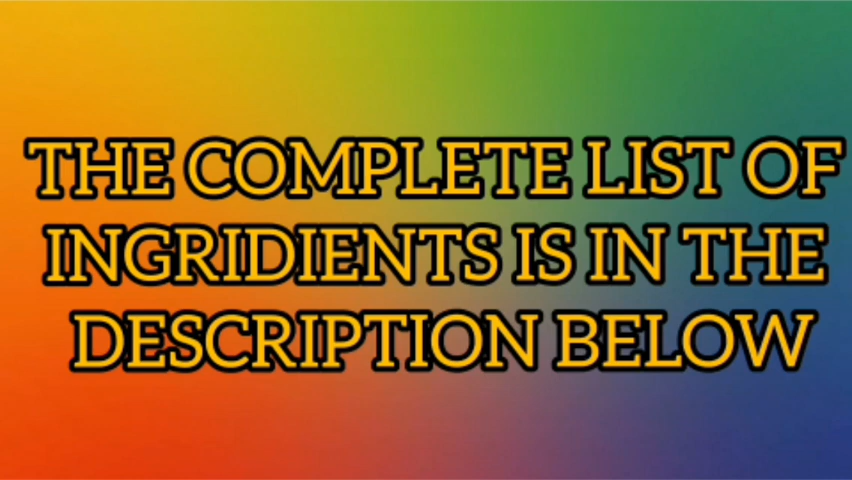 THE COMPLETE LIST OF
INGRIDIENTS IS IN THE
DESCRIPTION BELOW